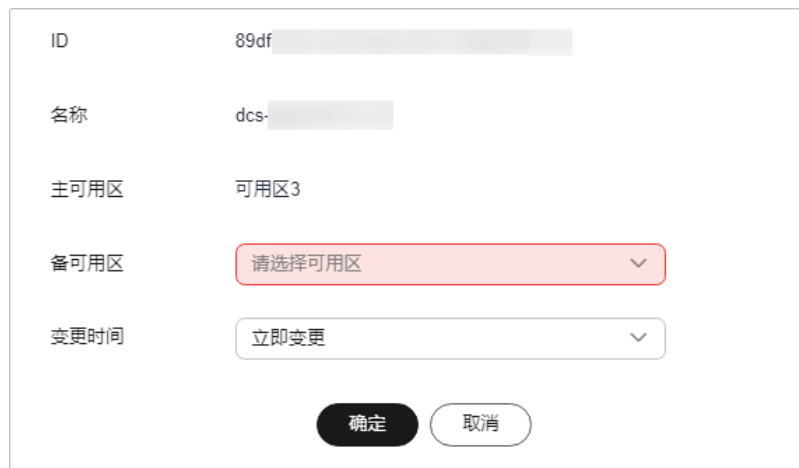 ID 89df
名称 dcs-
主可用区 可用区3
备可用区 请选择可用区
变更时间 立即变更
确定 取消